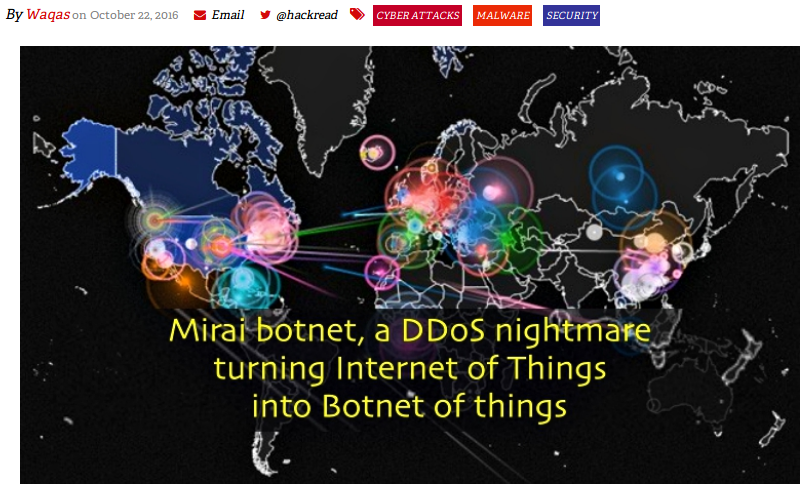 By Waqas on October 22, 2016 Email @hackread CYBER ATTACKS MALWARE SECURITY
Mirai botnet, a DDoS nightmare
turning Internet of Things
into Botnet of things